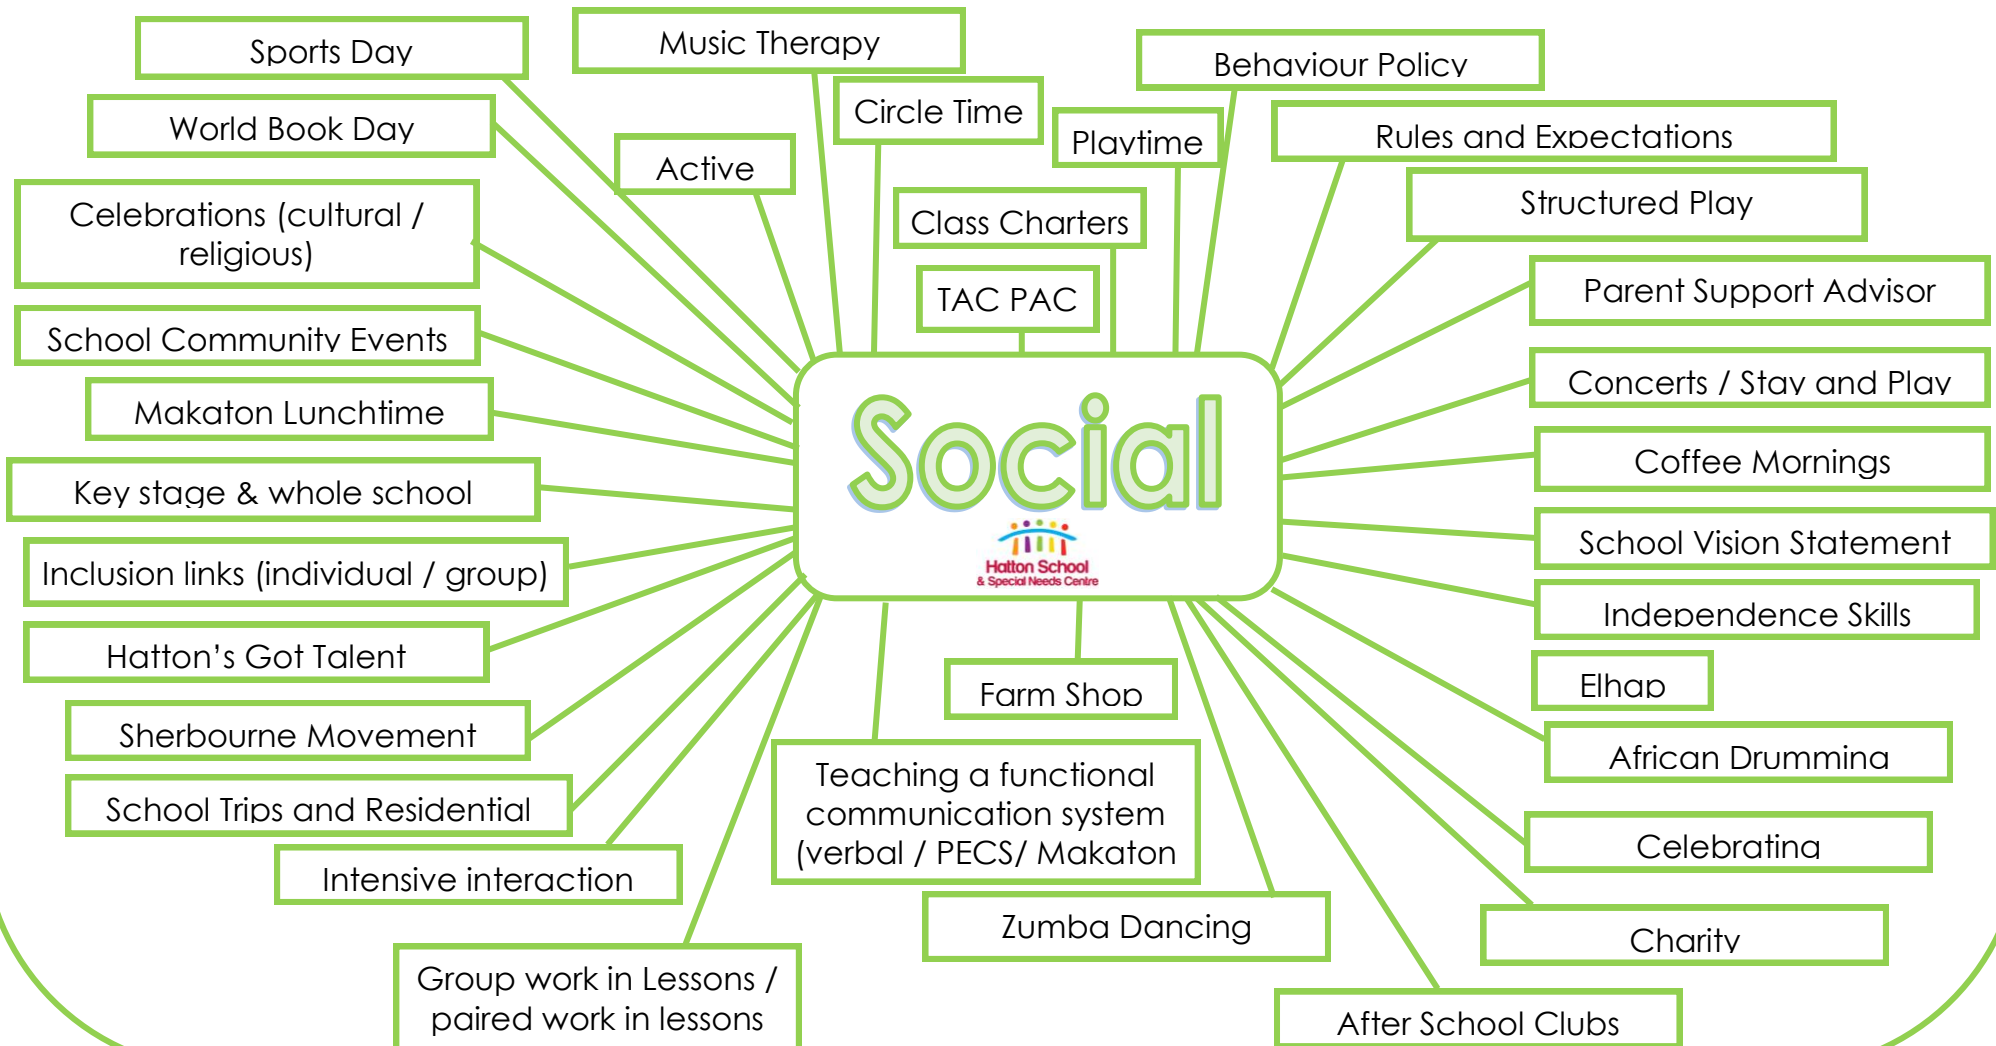 Sports Day
Music Therapy
Behaviour Policy
World Book Day
Circle Time
Playtime
Rules and Expectations
Active
Celebrations (cultural /
religious)
Class Charters
Structured Play
TAC PAC
Parent Support Advisor
School Community Events
Concerts / Stay and Play
Makaton Lunchtime
Social
Coffee Mornings
Key stage & whole school
Hatton School
& Special Needs Centre
School Vision Statement
Inclusion links (individual / group)
Independence Skills
Hatton’s Got Talent
Farm Shop
Elhap
Sherbourne Movement
African Drumming
School Trips and Residential
Teaching a functional
communication system
(verbal / PECS/ Makaton
Celebrating
Intensive interaction
Zumba Dancing
Charity
Group work in Lessons /
paired work in lessons
After School Clubs